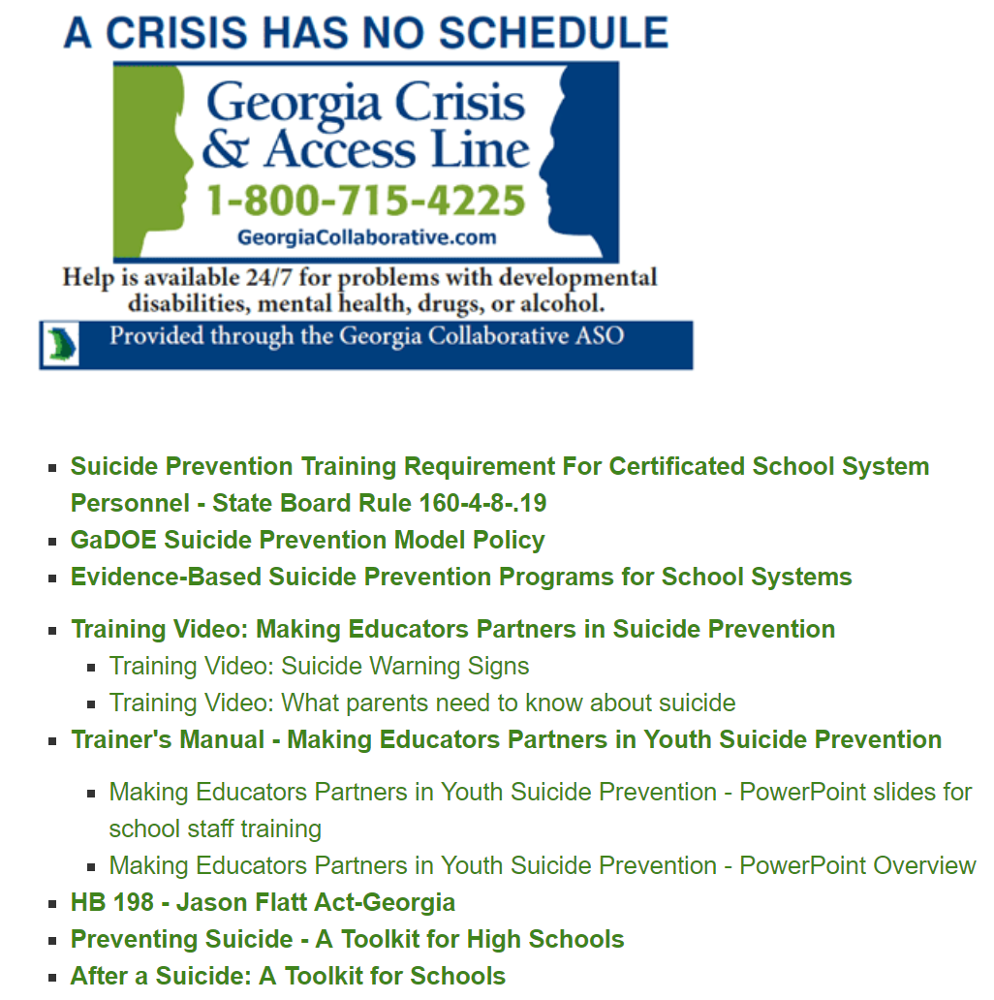 A CRISIS HAS NO SCHEDULE
Georgia Crisis
& Access Line
1-800-715-4225
GeorgiaCollaborative.com
Help is available 24/7 for problems with developmental
disabilities, mental health, drugs, or alcohol.
Provided through the Georgia Collaborative ASO
Suicide Prevention Training Requirement For Certificated School System
Personnel - State Board Rule 160-4-8-.19
GaDOE Suicide Prevention Model Policy
Evidence-Based Suicide Prevention Programs for School Systems
Training Video: Making Educators Partners in Suicide Prevention
Training Video: Suicide Warning Signs
Training Video: What parents need to know about suicide
Trainer's Manual - Making Educators Partners in Youth Suicide Prevention
Making Educators Partners in Youth Suicide Prevention - PowerPoint slides for
school staff training
Making Educators Partners in Youth Suicide Prevention - PowerPoint Overview
HB 198 - Jason Flatt Act-Georgia
Preventing Suicide - A Toolkit for High Schools
After a Suicide: A Toolkit for Schools